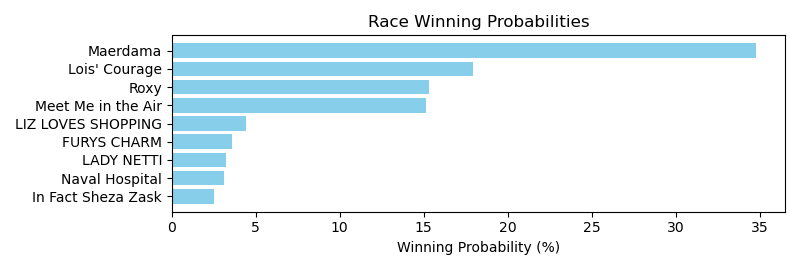 Race Winning Probabilities
Maerdama
Lois' Courage
Roxy
Meet Me in the Air
LIZ LOVES SHOPPING
FURYS CHARM
LADY NETTI
Naval Hospital
In Fact Sheza Zask
0 5 10 15 20 25 30 35
Winning Probability (%)